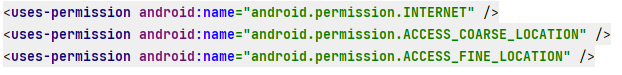 <uses-permission android:name="android.permission.INTERNET" />
<uses-permission android:name="android.permission.ACCESS_COARSE_LOCATION" />
<uses-permission android:name="android.permission.ACCESS_FINE_LOCATION" />